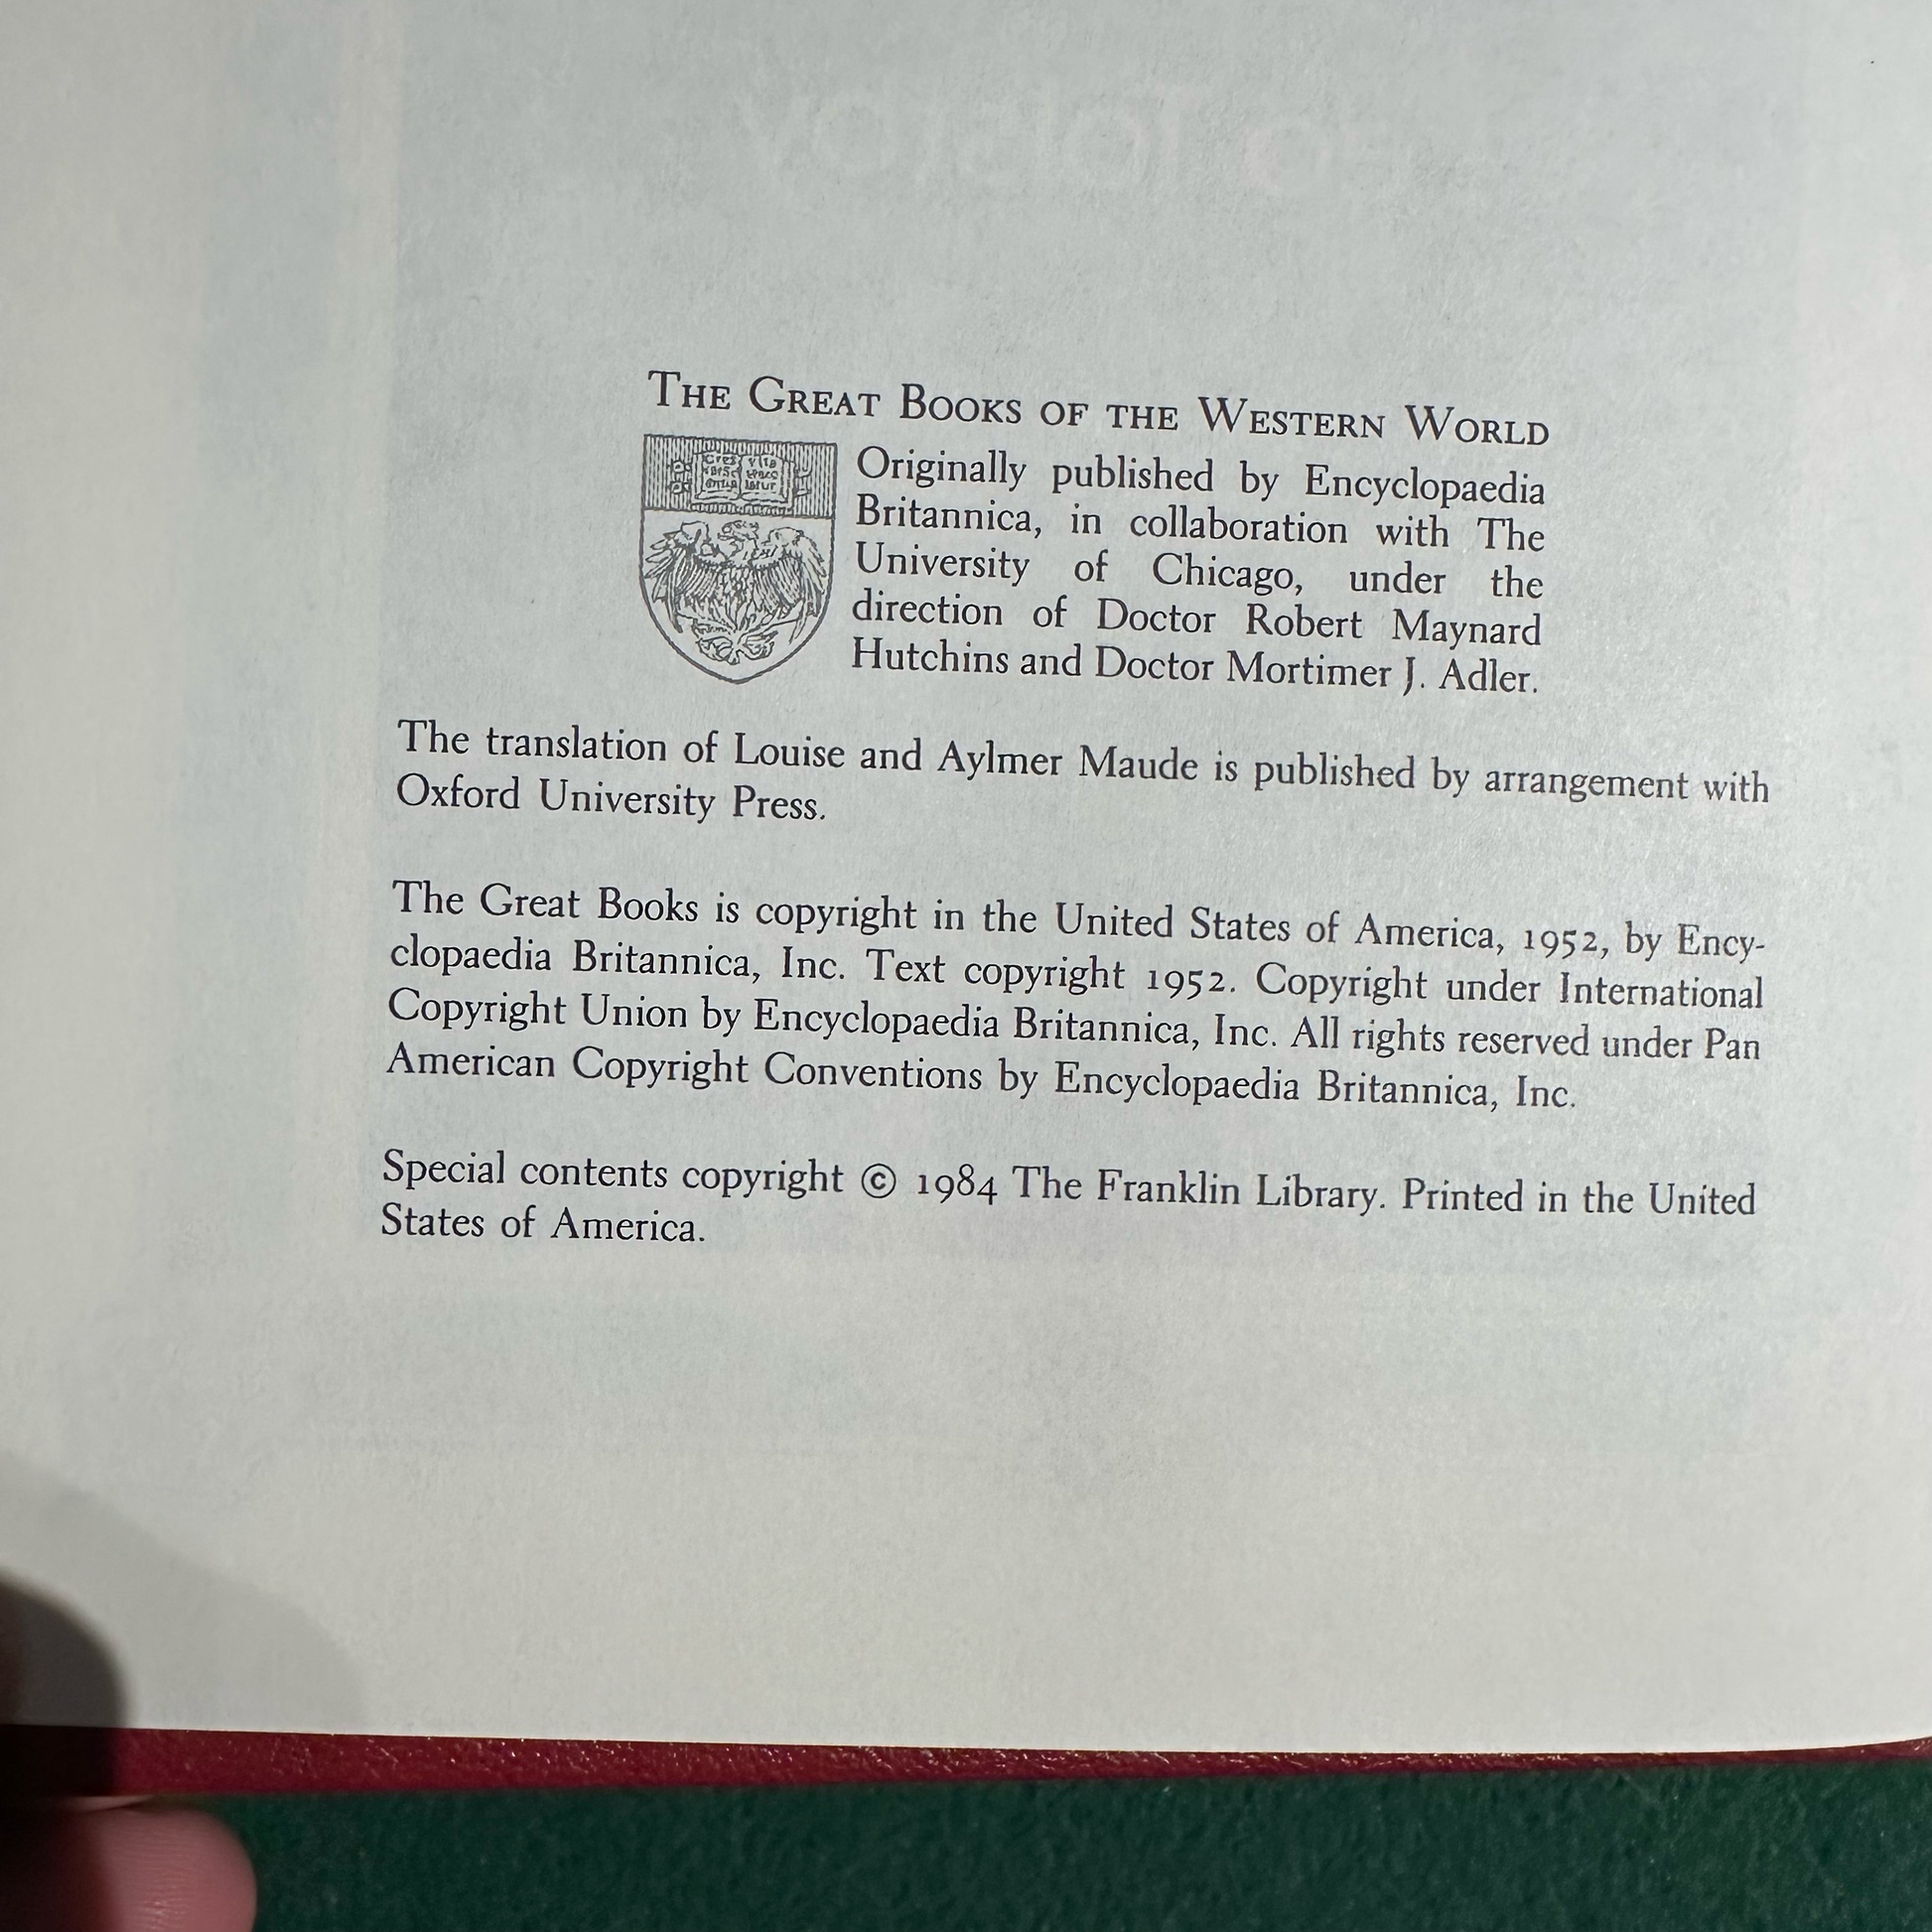 The Great Books of the Western World
Originally published by Encyclopaedia
Britannica, in collaboration with The
University of Chicago, under the
direction of Doctor Robert Maynard
Hutchins and Doctor Mortimer J. Adler.
The translation of Louise and Aylmer Maude is published by arrangement with
Oxford University Press.
The Great Books is copyright in the United States of America, 1952, by Ency-
clopaedia Britannica, Inc. Text copyright 1952. Copyright under International
Copyright Union by Encyclopaedia Britannica, Inc. All rights reserved under Pan
American Copyright Conventions by Encyclopaedia Britannica, Inc.
Special contents copyright © 1984 The Franklin Library. Printed in the United
States of America.